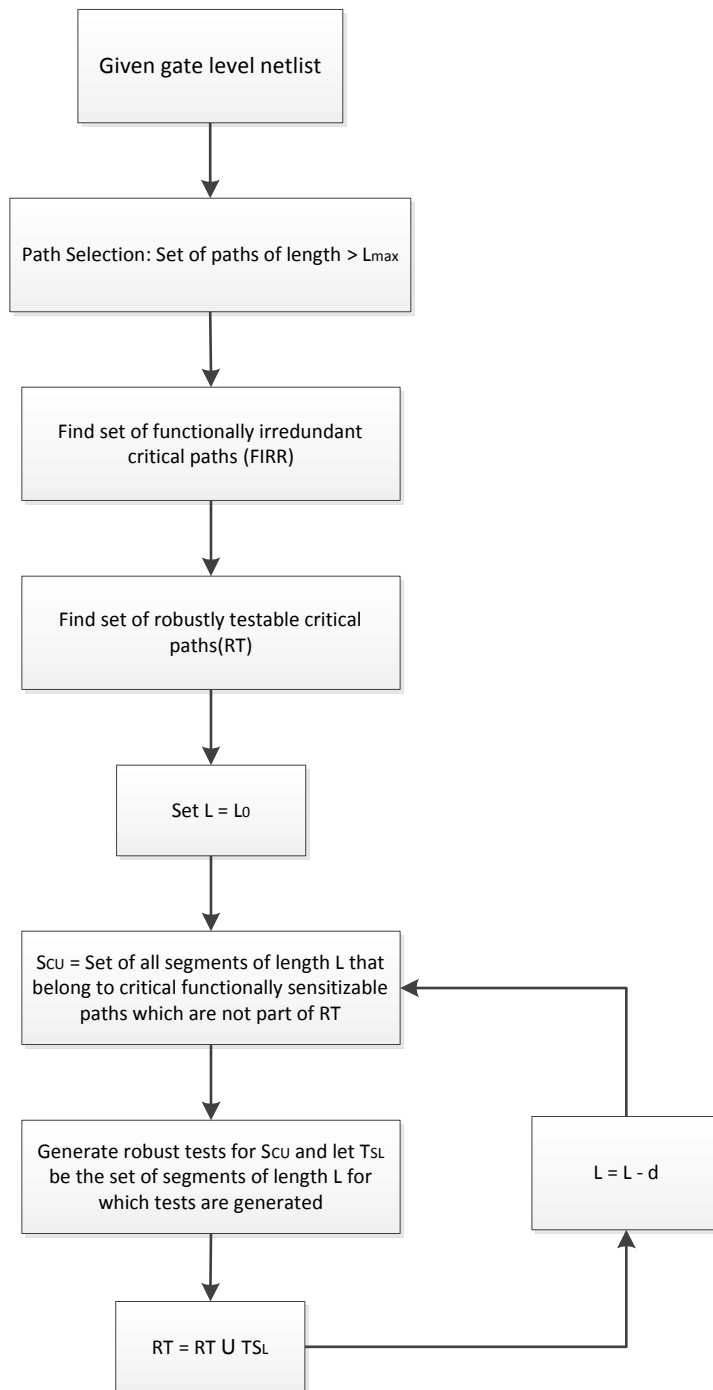 Given gate level netlist
Path Selection: Set of paths of length > Lmax
Find set of functionally irredundant
critical paths (FIRR)
Find set of robustly testable critical
paths(RT)
Set L = L0
SCU = Set of all segments of length L that
belong to critical functionally sensitizable
paths which are not part of RT
Generate robust tests for SCU and let TSL
be the set of segments of length L for
which tests are generated
L = L - d
RT = RT U TSL